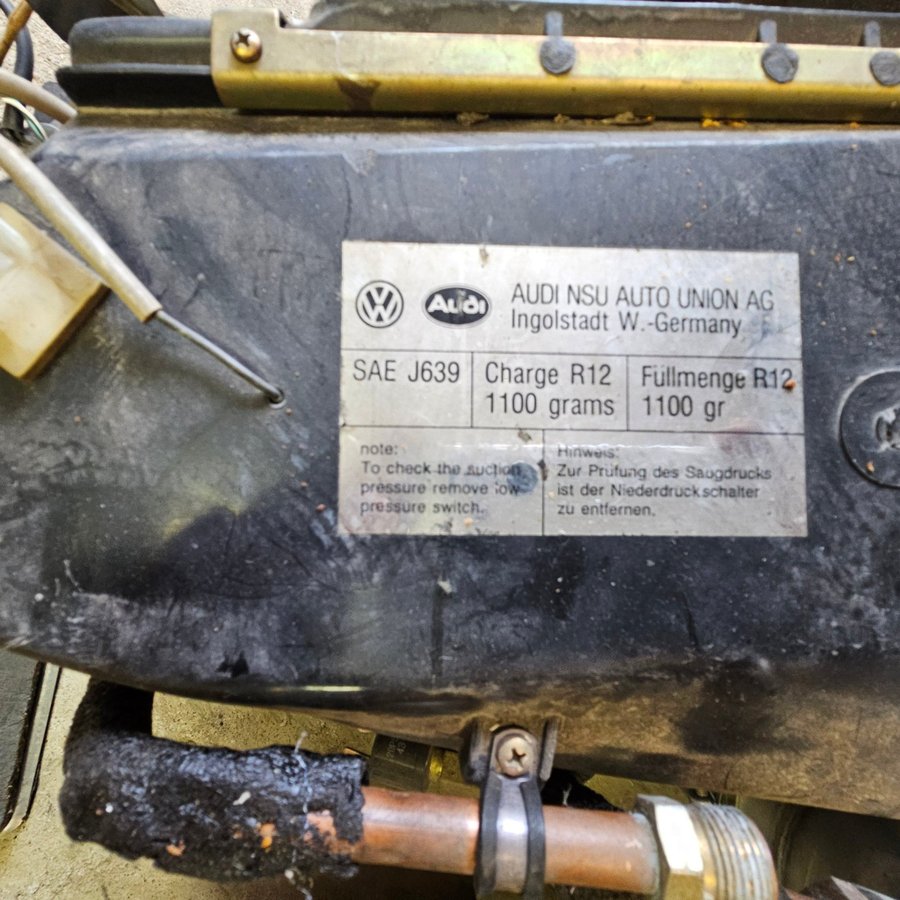 Audi
AUDI NSU AUTO UNION AG
Ingolstadt W.-Germany
SAE J639
Charge R12
1100 grams
Füllmenge R12
1100 gr
note:
To check the suction
pressure remove low
pressure switch.
Hinweis:
Zur Prüfung des Saugdrucks
ist der Niederdruckschalter
zu entfernen.